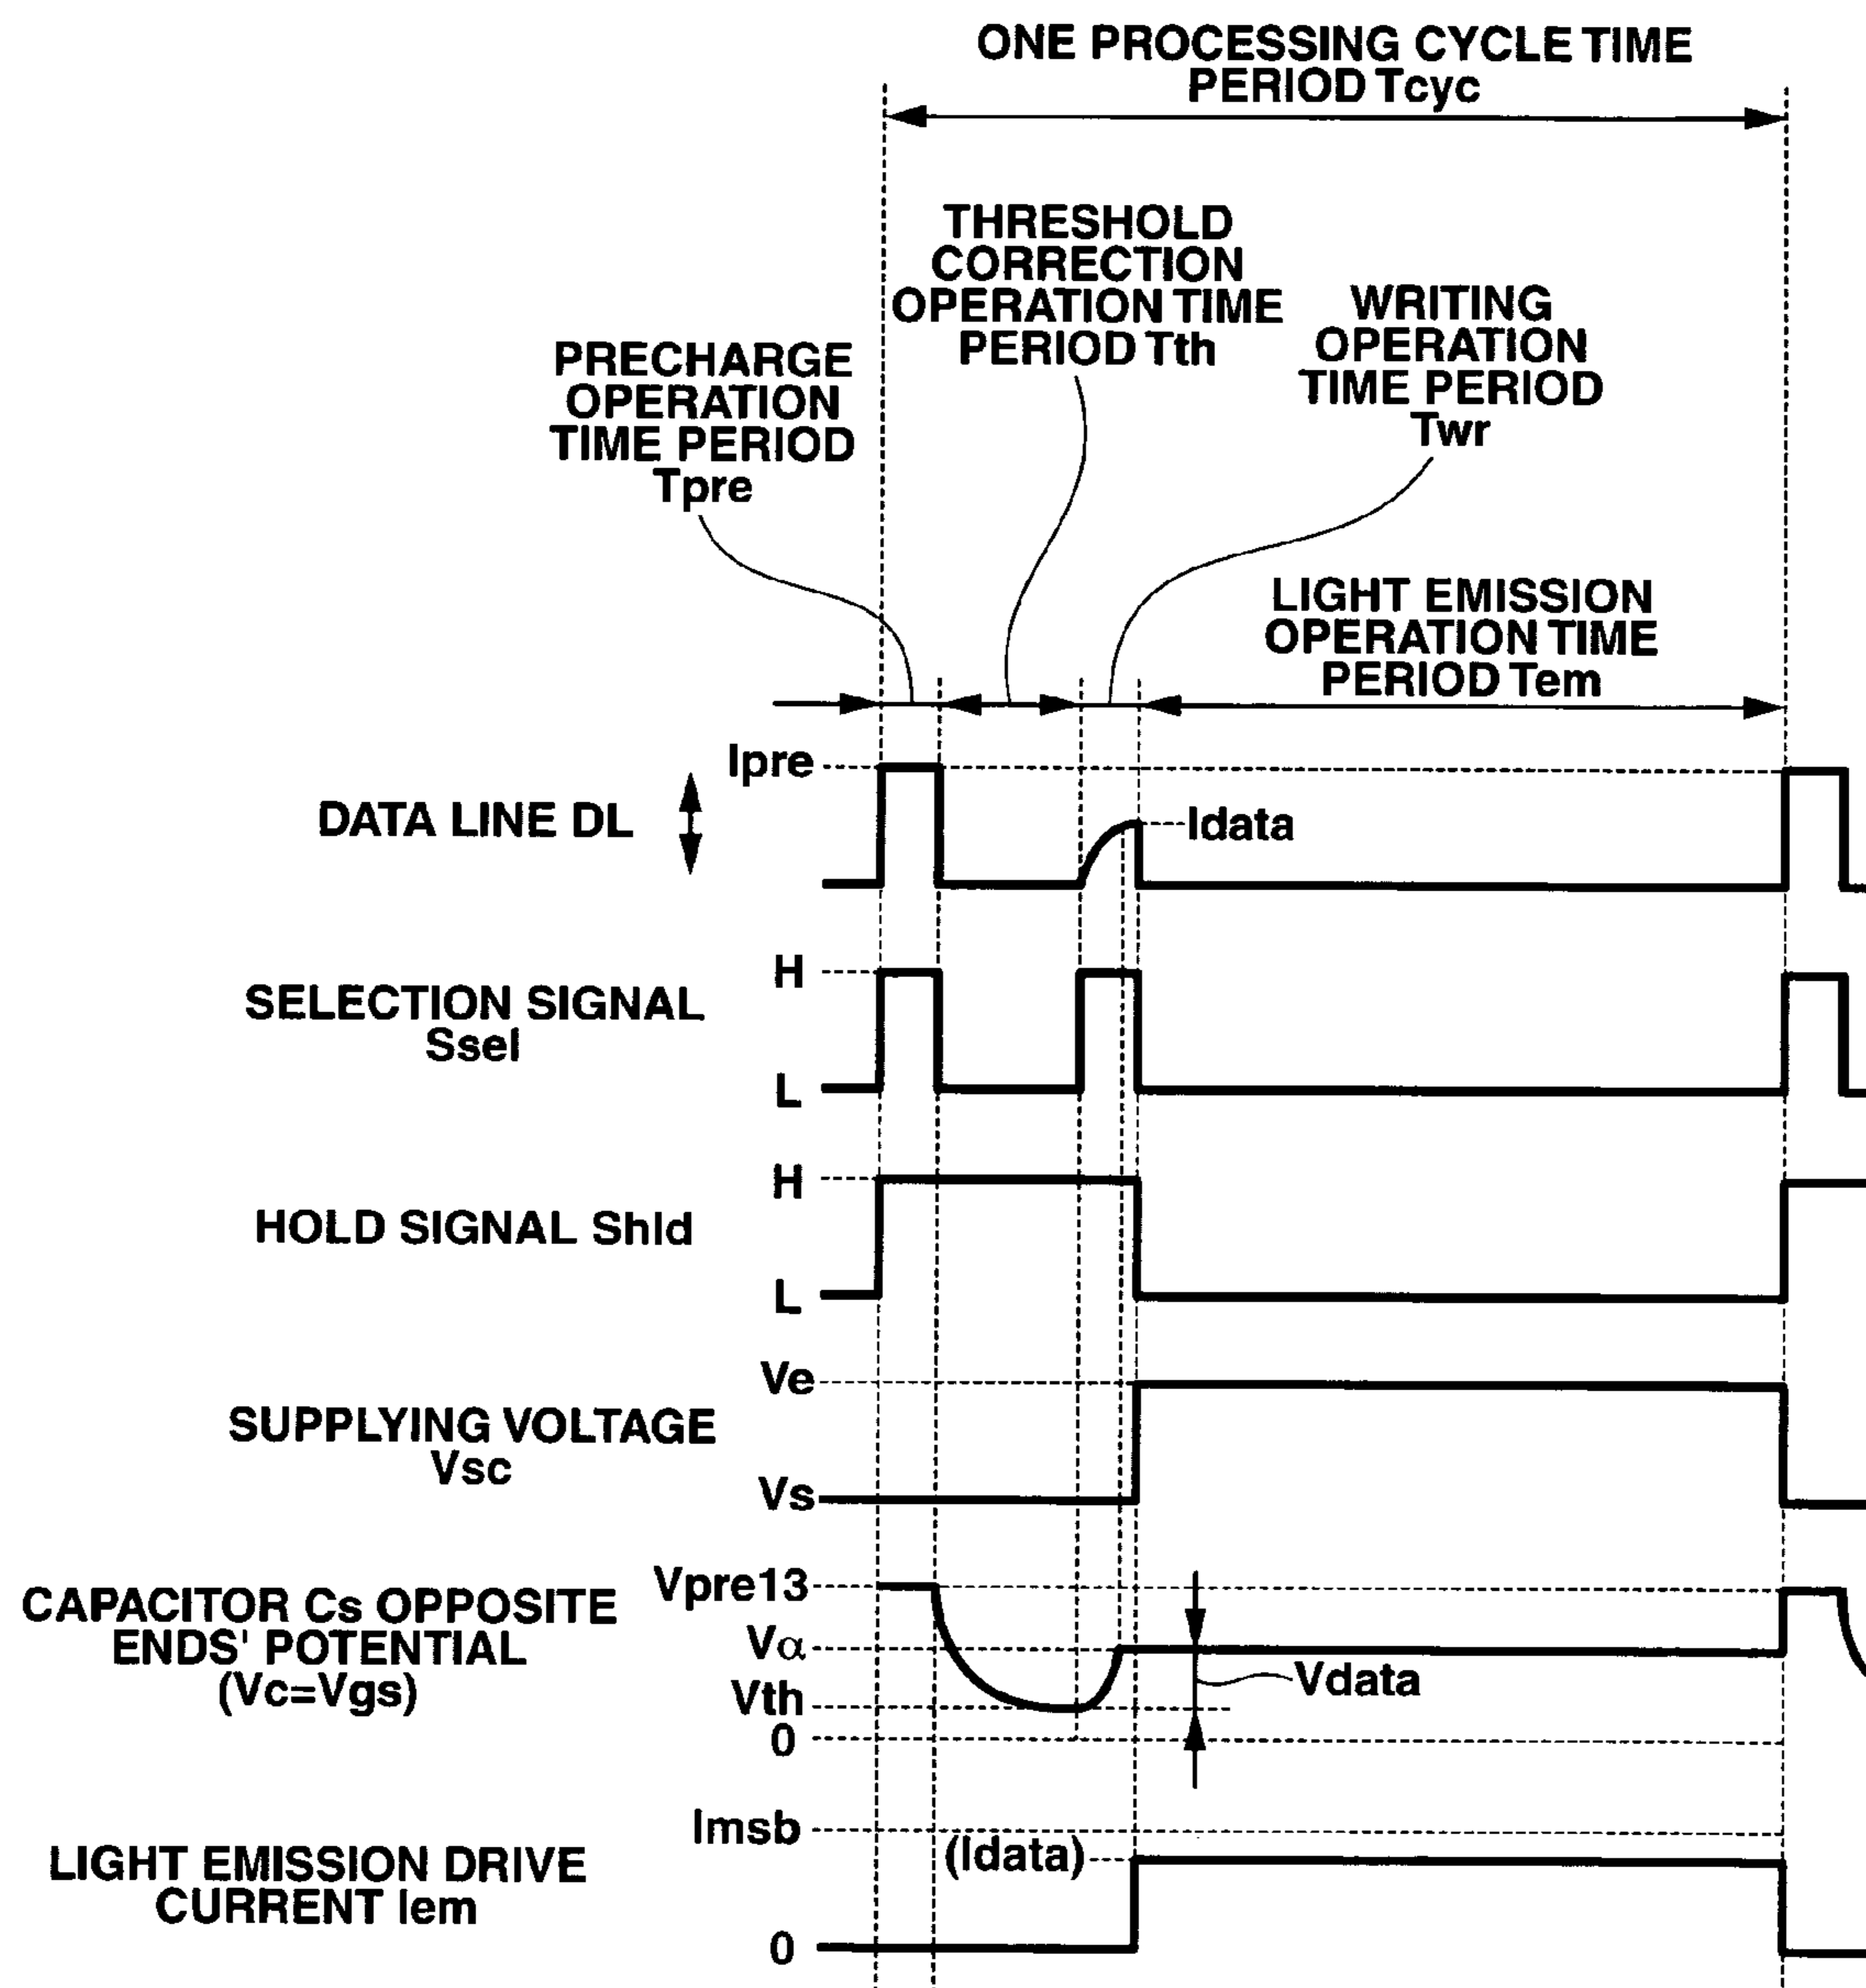 ONE PROCESSING CYCLE TIME
PERIOD Tcyc
THRESHOLD
CORRECTION
OPERATION TIME
PERIOD Tth
WRITING
OPERATION
TIME PERIOD
Twr
PRECHARGE
OPERATION
TIME PERIOD
Tpre
LIGHT EMISSION
OPERATION TIME
PERIOD Tem
Ipre
DATA LINE DL
Idata
H
SELECTION SIGNAL
Ssel
L
H
HOLD SIGNAL Shld
L
Ve
SUPPLYING VOLTAGE
Vsc
Vs
Vpre13
CAPACITOR Cs OPPOSITE
ENDS' POTENTIAL
(Vc=Vgs)
Vα
Vdata
Vth
0
Imsb
(Idata)
LIGHT EMISSION DRIVE
CURRENT Iem
0